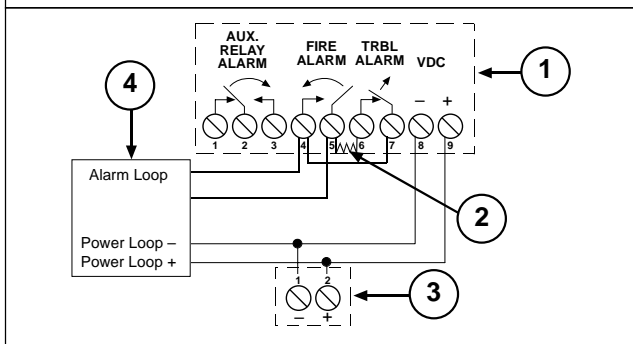 AUX.
RELAY
ALARM
FIRE
ALARM
TRBL
ALARM
VDC
– +
1 2 3 4 5 6 7 8 9
1
4
Alarm Loop
2
Power Loop –
Power Loop +
1 2
– +
3